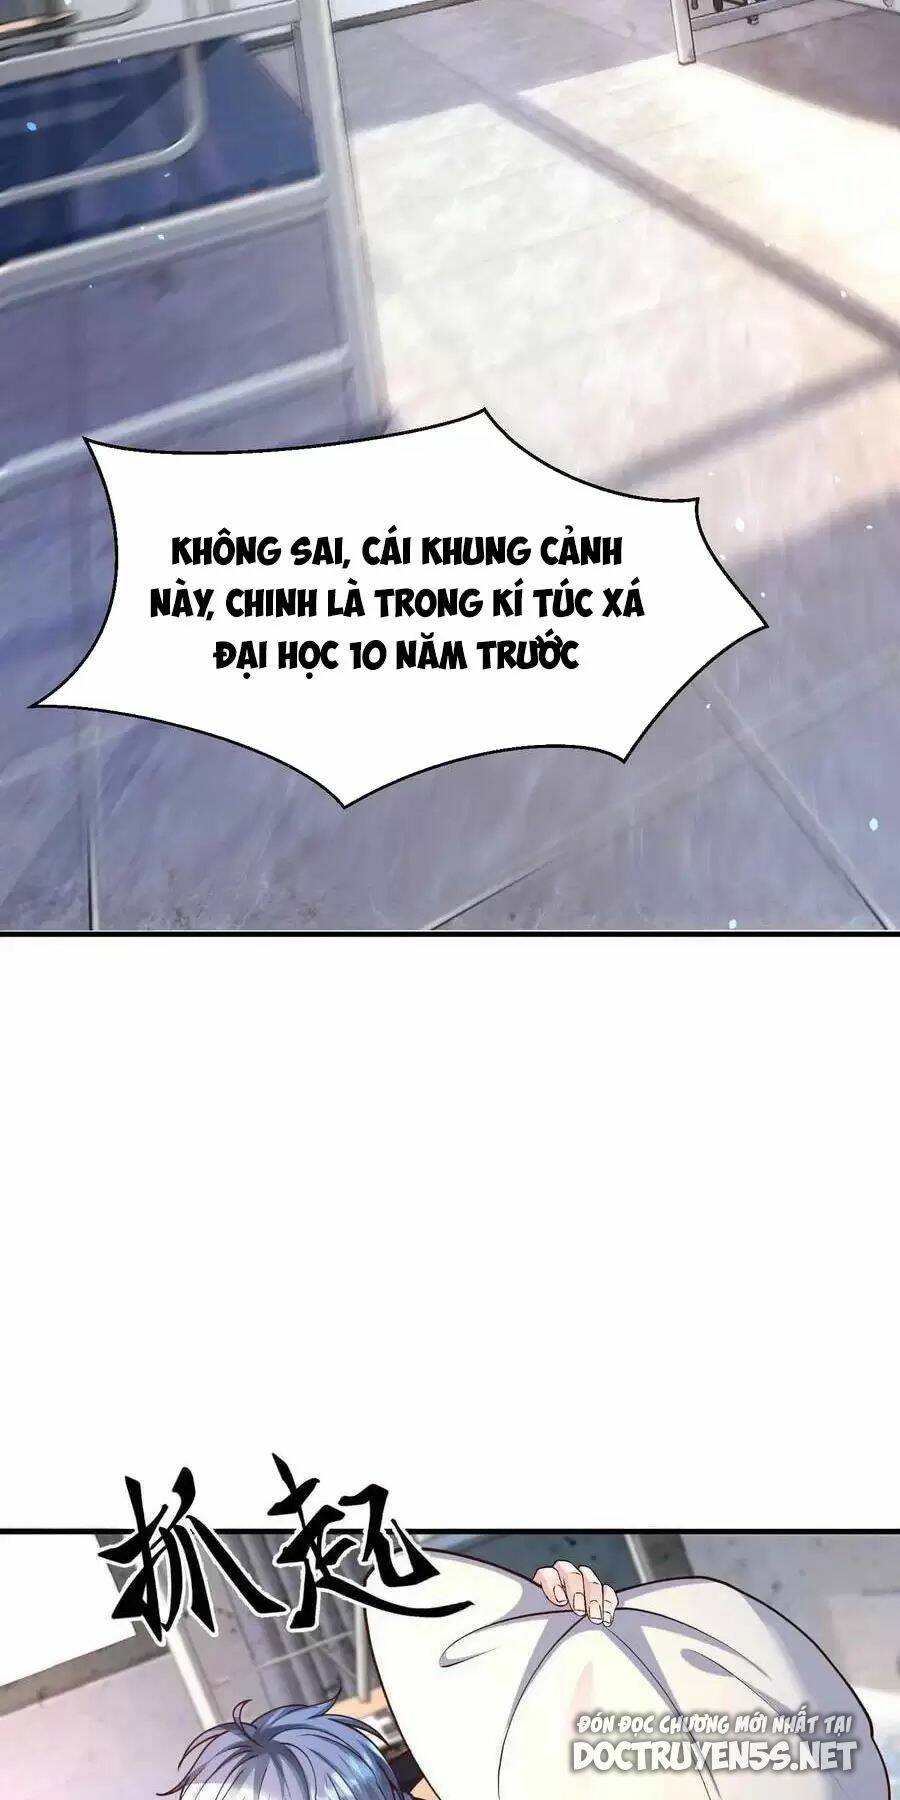 KHÔNG SAI, CÁI KHUNG CẢNH
NÀY, CHINH LÀ TRONG KÍ TÚC XÁ
ĐẠI HỌC 10 NĂM TRƯỚC
抓起
ĐÓN ĐỌC CHƯƠNG MỚI NHẤT TẠI
DOCTRUYEN5S.NET